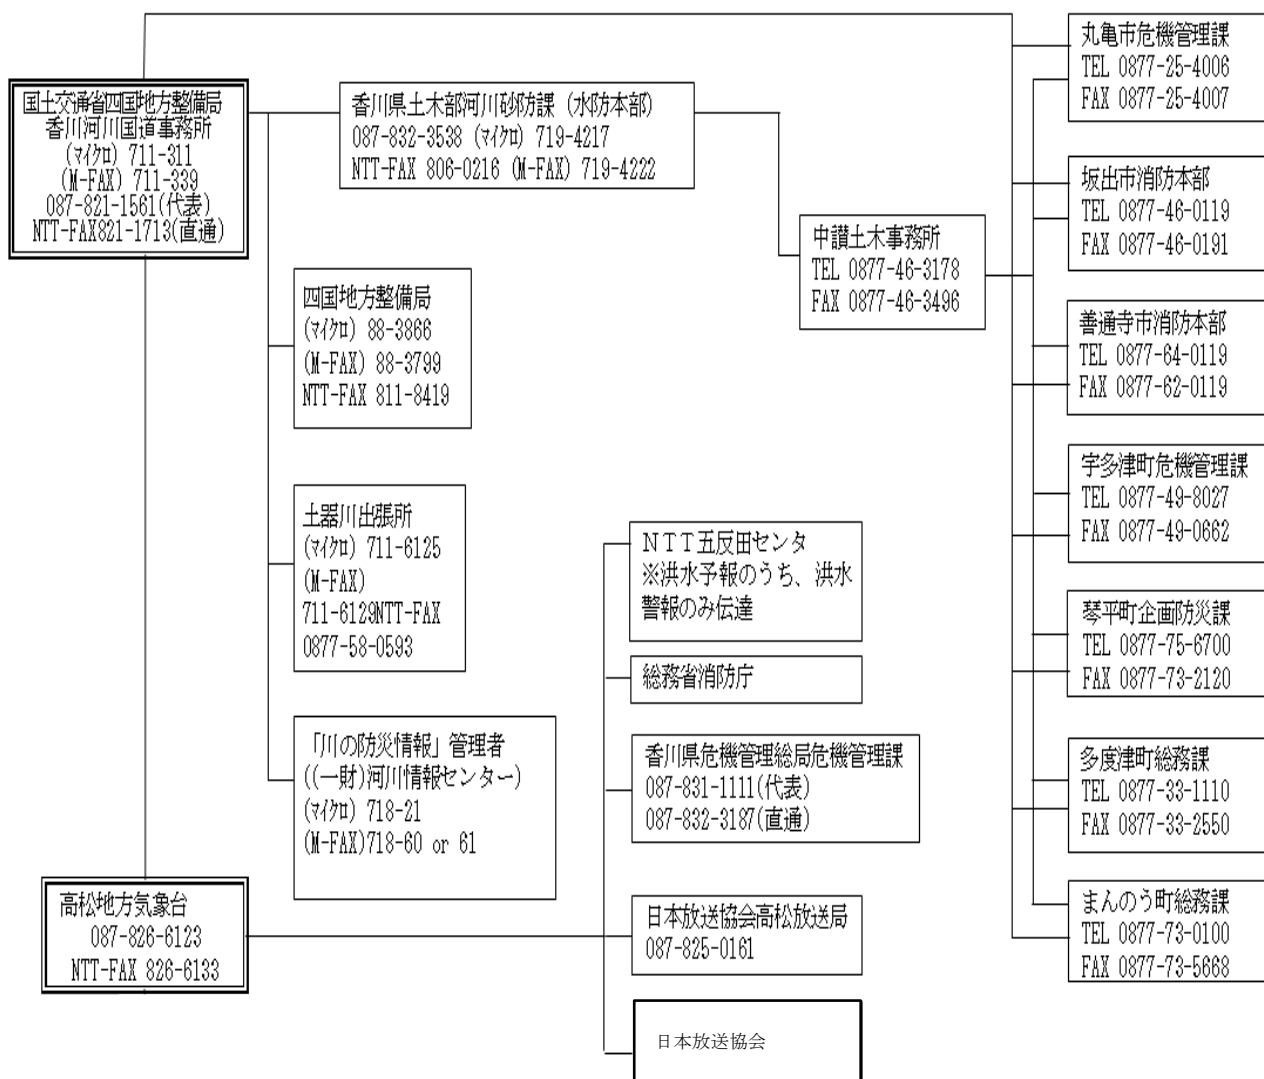 国土交通省四国地方整備局
香川河川国道事務所
(マイクロ) 711-311
(M-FAX) 711-339
087-821-1561(代表)
NTT-FAX821-1713(直通)
香川県土木部河川砂防課 (水防本部)
087-832-3538 (マイクロ) 719-4217
NTT-FAX 806-0216 (M-FAX) 719-4222
四国地方整備局
(マイクロ) 88-3866
(M-FAX) 88-3799
NTT-FAX 811-8419
土器川出張所
(マイクロ) 711-6125
(M-FAX)
711-6129NTT-FAX
0877-58-0593
「川の防災情報」管理者
((一財)河川情報センター)
(マイクロ) 718-21
(M-FAX)718-60 or 61
高松地方気象台
087-826-6123
NTT-FAX 826-6133
中讃土木事務所
TEL 0877-46-3178
FAX 0877-46-3496
NTT五反田センタ
※洪水予報のうち、洪水
警報のみ伝達
総務省消防庁
香川県危機管理総局危機管理課
087-831-1111(代表)
087-832-3187(直通)
日本放送協会高松放送局
087-825-0161
日本放送協会
丸亀市危機管理課
TEL 0877-25-4006
FAX 0877-25-4007
坂出市消防本部
TEL 0877-46-0119
FAX 0877-46-0191
善通寺市消防本部
TEL 0877-64-0119
FAX 0877-62-0119
宇多津町危機管理課
TEL 0877-49-8027
FAX 0877-49-0662
琴平町企画防災課
TEL 0877-75-6700
FAX 0877-73-2120
多度津町総務課
TEL 0877-33-1110
FAX 0877-33-2550
まんのう町総務課
TEL 0877-73-0100
FAX 0877-73-5668